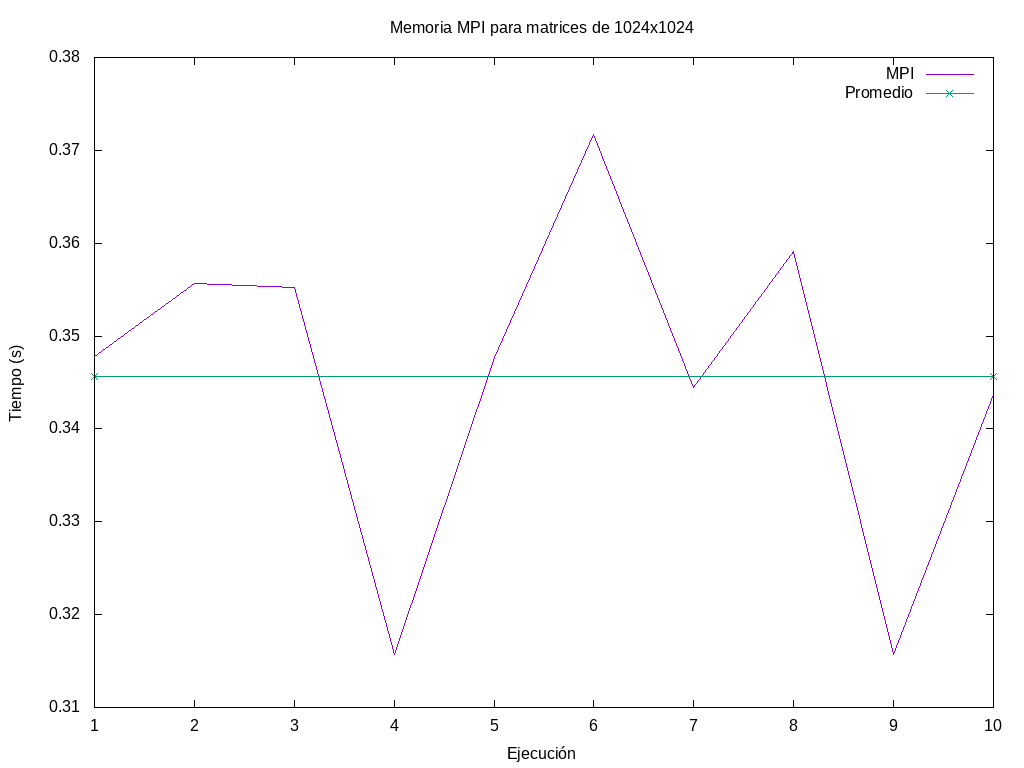 Memoria MPI para matrices de 1024x1024
MPI
Promedio
0.38
0.37
0.36
0.35
0.34
0.33
0.32
0.31
Tiempo (s)
1 2 3 4 5 6 7 8 9 10
Ejecución